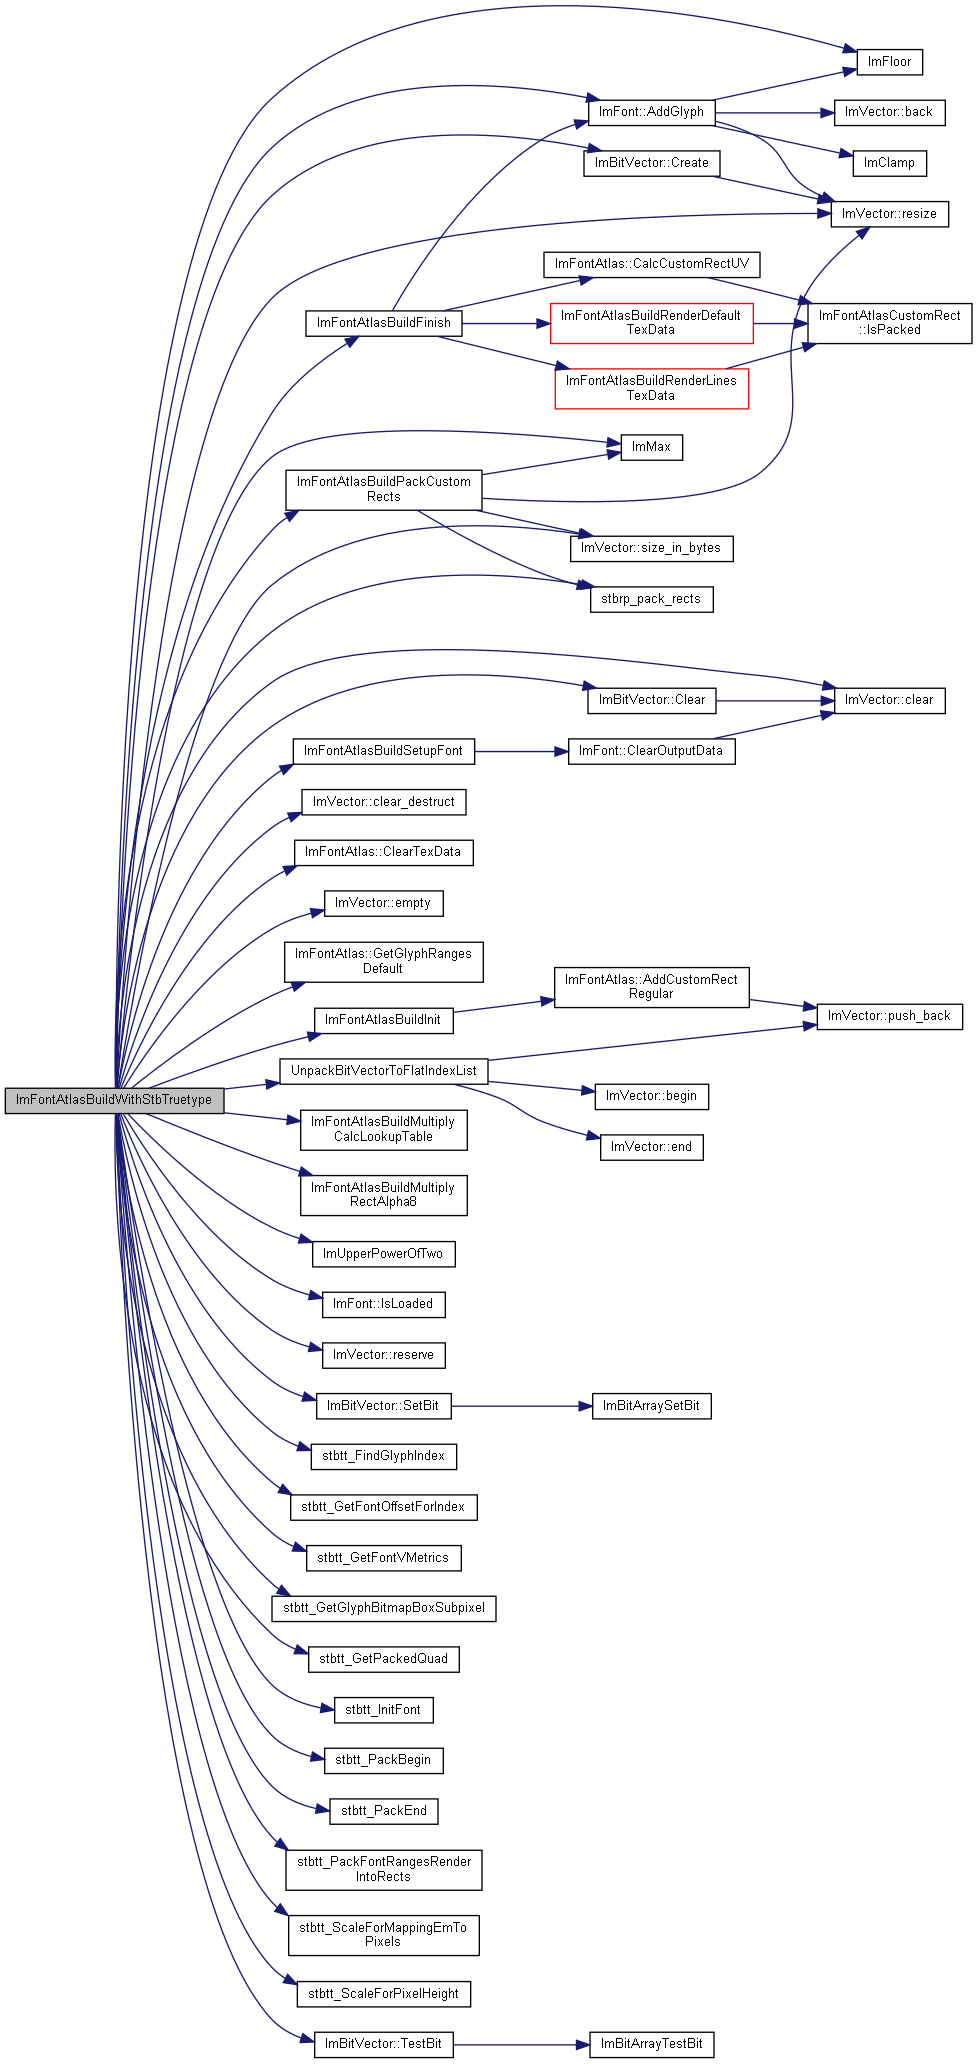 ImFloor
ImFont::AddGlyph
ImVector::back
ImBitVector::Create
ImClamp
ImVector::resize
ImFontAtlas::CalcCustomRectUV
ImFontAtlasBuildFinish
ImFontAtlasBuildRenderDefault
TexData
ImFontAtlasCustomRect
::IsPacked
ImFontAtlasBuildRenderLines
TexData
ImMax
ImFontAtlasBuildPackCustom
Rects
ImVector::size_in_bytes
stbrp_pack_rects
ImBitVector::Clear
ImVector::clear
ImFontAtlasBuildSetupFont
ImFont::ClearOutputData
ImVector::clear_destruct
ImFontAtlas::ClearTexData
ImVector::empty
ImFontAtlas::GetGlyphRanges
Default
ImFontAtlas::AddCustomRect
Regular
ImFontAtlasBuildInit
ImVector::push_back
UnpackBitVectorToFlatIndexList
ImVector::begin
ImFontAtlasBuildWithStbTruetype
ImFontAtlasBuildMultiply
CalcLookupTable
ImVector::end
ImFontAtlasBuildMultiply
RectAlpha8
ImUpperPowerOfTwo
ImFont::IsLoaded
ImVector::reserve
ImBitVector::SetBit
ImBitArraySetBit
stbtt_FindGlyphIndex
stbtt_GetFontOffsetForIndex
stbtt_GetFontVMetrics
stbtt_GetGlyphBitmapBoxSubpixel
stbtt_GetPackedQuad
stbtt_InitFont
stbtt_PackBegin
stbtt_PackEnd
stbtt_PackFontRangesRender
IntoRects
stbtt_ScaleForMappingEmTo
Pixels
stbtt_ScaleForPixelHeight
ImBitVector::TestBit
ImBitArrayTestBit